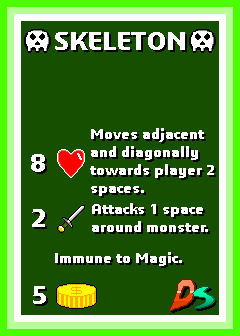 SKELETON
8
Moves adjacent
and diagonally
towards player 2
spaces.
2
Attacks 1 space
around monster.
Immune to Magic.
5
DS